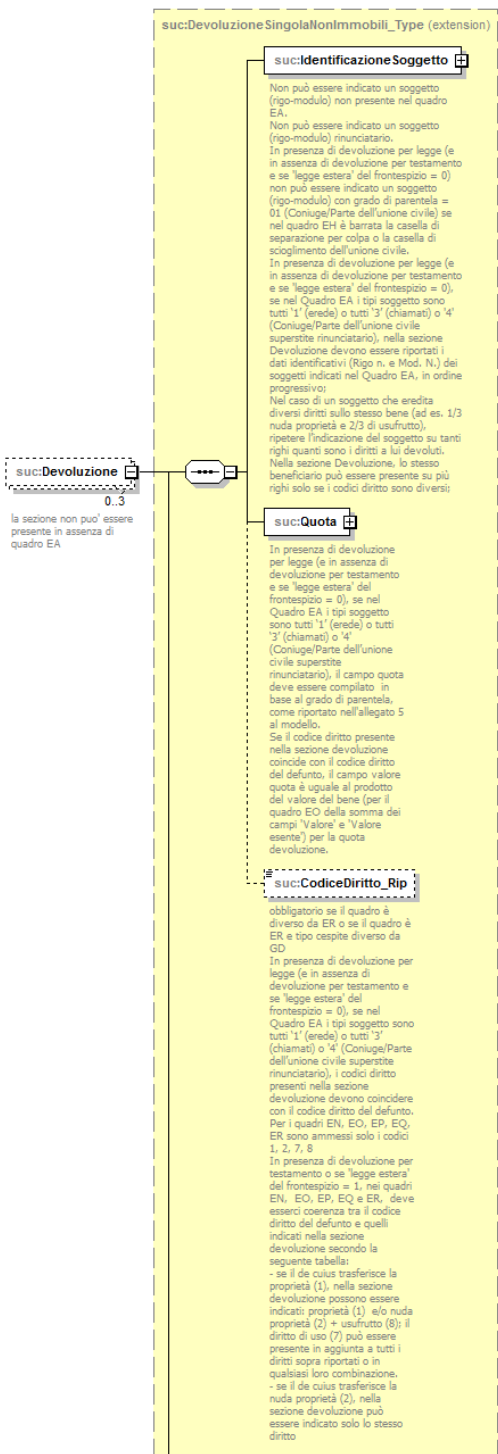 suc:DevoluzioneSingolaNonImmobili_Type (extension)
suc:IdentificazioneSoggetto
Non può essere indicato un soggetto
(rigo-modulo) non presente nel quadro
EA.
Non può essere indicato un soggetto
(rigo-modulo) rinunciatario.
In presenza di devoluzione per legge (e
in assenza di devoluzione per testamento
e se 'legge estera' del frontespizio = 0)
non può essere indicato un soggetto
(rigo-modulo) con grado di parentela =
01 (Coniuge/Parte dell'unione civile) se
nel quadro EH è barrata la casella di
separazione per colpa o la casella di
scioglimento dell'unione civile.
In presenza di devoluzione per legge (e
in assenza di devoluzione per testamento
e se 'legge estera' del frontespizio = 0),
se nel Quadro EA i tipi soggetto sono
tutti '1' (erede) o tutti '3' (chiamati) o '4'
(Coniuge/Parte dell'unione civile
superstite rinunciatario), nella sezione
Devoluzione devono essere riportati i
dati identificativi (Rigo n. e Mod. N.) dei
soggetti indicati nel Quadro EA, in ordine
progressivo;
Nel caso di un soggetto che eredita
diversi diritti sullo stesso bene (ad es. 1/3
nuda proprietà e 2/3 di usufrutto),
ripetere l'indicazione del soggetto su tanti
righi quanti sono i diritti a lui devoluti.
Nella sezione Devoluzione, lo stesso
beneficiario può essere presente su più
righi solo se i codici diritto sono diversi;
suc:Devoluzione
0..3
la sezione non puo' essere
presente in assenza di
quadro EA
suc:Quota
In presenza di devoluzione
per legge (e in assenza di
devoluzione per testamento
e se 'legge estera' del
frontespizio = 0), se nel
Quadro EA i tipi soggetto
sono tutti '1' (erede) o tutti
'3' (chiamati) o '4'
(Coniuge/Parte dell'unione
civile superstite
rinunciatario), il campo quota
deve essere compilato in
base al grado di parentela,
come riportato nell'allegato 5
al modello.
Se il codice diritto presente
nella sezione devoluzione
coincide con il codice diritto
del defunto, il campo valore
quota è uguale al prodotto
del valore del bene (per il
quadro EO della somma dei
campi 'Valore' e 'Valore
esente') per la quota
devoluzione.
suc:CodiceDiritto_Rip
obbligatorio se il quadro è
diverso da ER o se il quadro è
ER e tipo cespite diverso da
GD
In presenza di devoluzione per
legge (e in assenza di
devoluzione per testamento e
se 'legge estera' del
frontespizio = 0), se nel
Quadro EA i tipi soggetto sono
tutti '1' (erede) o tutti '3'
(chiamati) o '4' (Coniuge/Parte
dell'unione civile superstite
rinunciatario), i codici diritto
presenti nella sezione
devoluzione devono coincidere
con il codice diritto del defunto.
Per i quadri EN, EO, EP, EQ,
ER sono ammessi solo i codici
1, 2, 7, 8
In presenza di devoluzione per
testamento o se 'legge estera'
del frontespizio = 1, nei quadri
EN, EO, EP, EQ e ER, deve
esserci coerenza tra il codice
diritto del defunto e quelli
indicati nella sezione
devoluzione secondo la
seguente tabella:
- se il de cuius trasferisce la
proprietà (1), nella sezione
devoluzione possono essere
indicati: proprietà (1) e/o nuda
proprietà (2) + usufrutto (8); il
diritto di uso (7) può essere
presente in aggiunta a tutti i
diritti sopra riportati o in
qualsiasi loro combinazione.
- se il de cuius trasferisce la
nuda proprietà (2), nella
sezione devoluzione può
essere indicato solo lo stesso
diritto